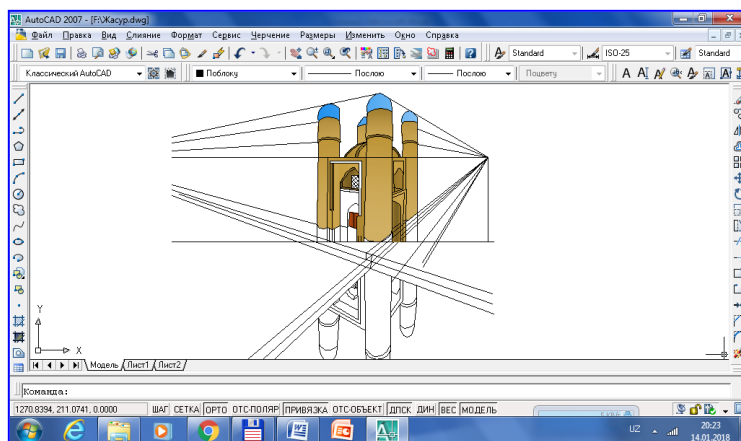 AutoCAD 2007 - [F:\Жасур.dwg]
Файл Правка Вид Слияние Формат Сервис Черчение Размеры Изменить Окно Справка
Standard ISO-25 Standard
Классический AutoCAD Поблоку Послою Послою Поцвету
Y
X
Модель Лист1 Лист2
Команда:
1270.8394, 211.0741, 0.0000 ШАГ СЕТКА ОРТО ОТС-ПОЛЯР ПРИВЯЗКА ОТС-ОБЪЕКТ ДПСК ДИН ВЕС МОДЕЛЬ
UZ 20:23
14.01.2018